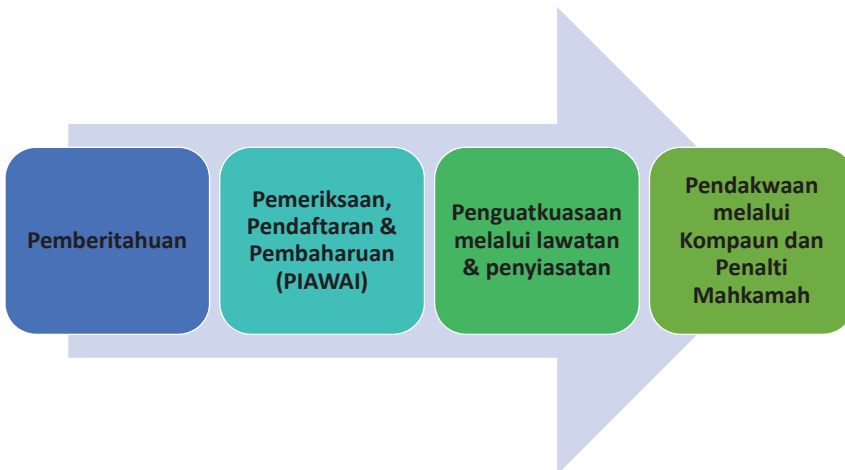 Pemberitahuan
Pemeriksaan,
Pendaftaran &
Pembaharuan
(PIAWAI)
Penguatkuasaan
melalui lawatan
& penyiasatan
Pendakwaan
melalui
Kompaun dan
Penalti
Mahkamah